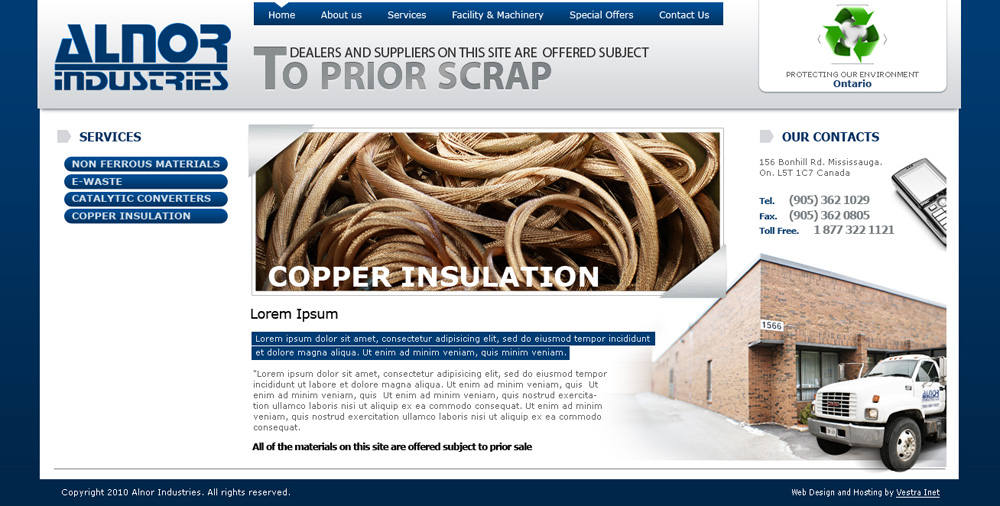 ALNOR
INDUSTRIES
Home About us Services Facility & Machinery Special Offers Contact Us
DEALERS AND SUPPLIERS ON THIS SITE ARE OFFERED SUBJECT
TO PRIOR SCRAP
PROTECTING OUR ENVIRONMENT
Ontario
SERVICES
NON FERROUS MATERIALS
E-WASTE
CATALYTIC CONVERTERS
COPPER INSULATION
COPPER INSULATION
Lorem Ipsum
Lorem ipsum dolor sit amet, consectetur adipisicing elit, sed do eiusmod tempor incididunt
et dolore magna aliqua. Ut enim ad minim veniam, quis minim veniam.
"Lorem ipsum dolor sit amet, consectetur adipisicing elit, sed do eiusmod tempor
incididunt ut labore et dolore magna aliqua. Ut enim ad minim veniam, quis Ut
enim ad minim veniam, quis Ut enim ad minim veniam, quis nostrud exercita-
tion ullamco laboris nisi ut aliquip ex ea commodo consequat. Ut enim ad minim
veniam, quis nostrud exercitation ullamco laboris nisi ut aliquip ex ea commodo
consequat.
All of the materials on this site are offered subject to prior sale
OUR CONTACTS
156 Bonhill Rd. Mississauga.
On. L5T 1C7 Canada
Tel. (905) 362 1029
Fax. (905) 362 0805
Toll Free. 1 877 322 1121
1566
Copyright 2010 Alnor Industries. All rights reserved.
Web Design and Hosting by Vestra Inet